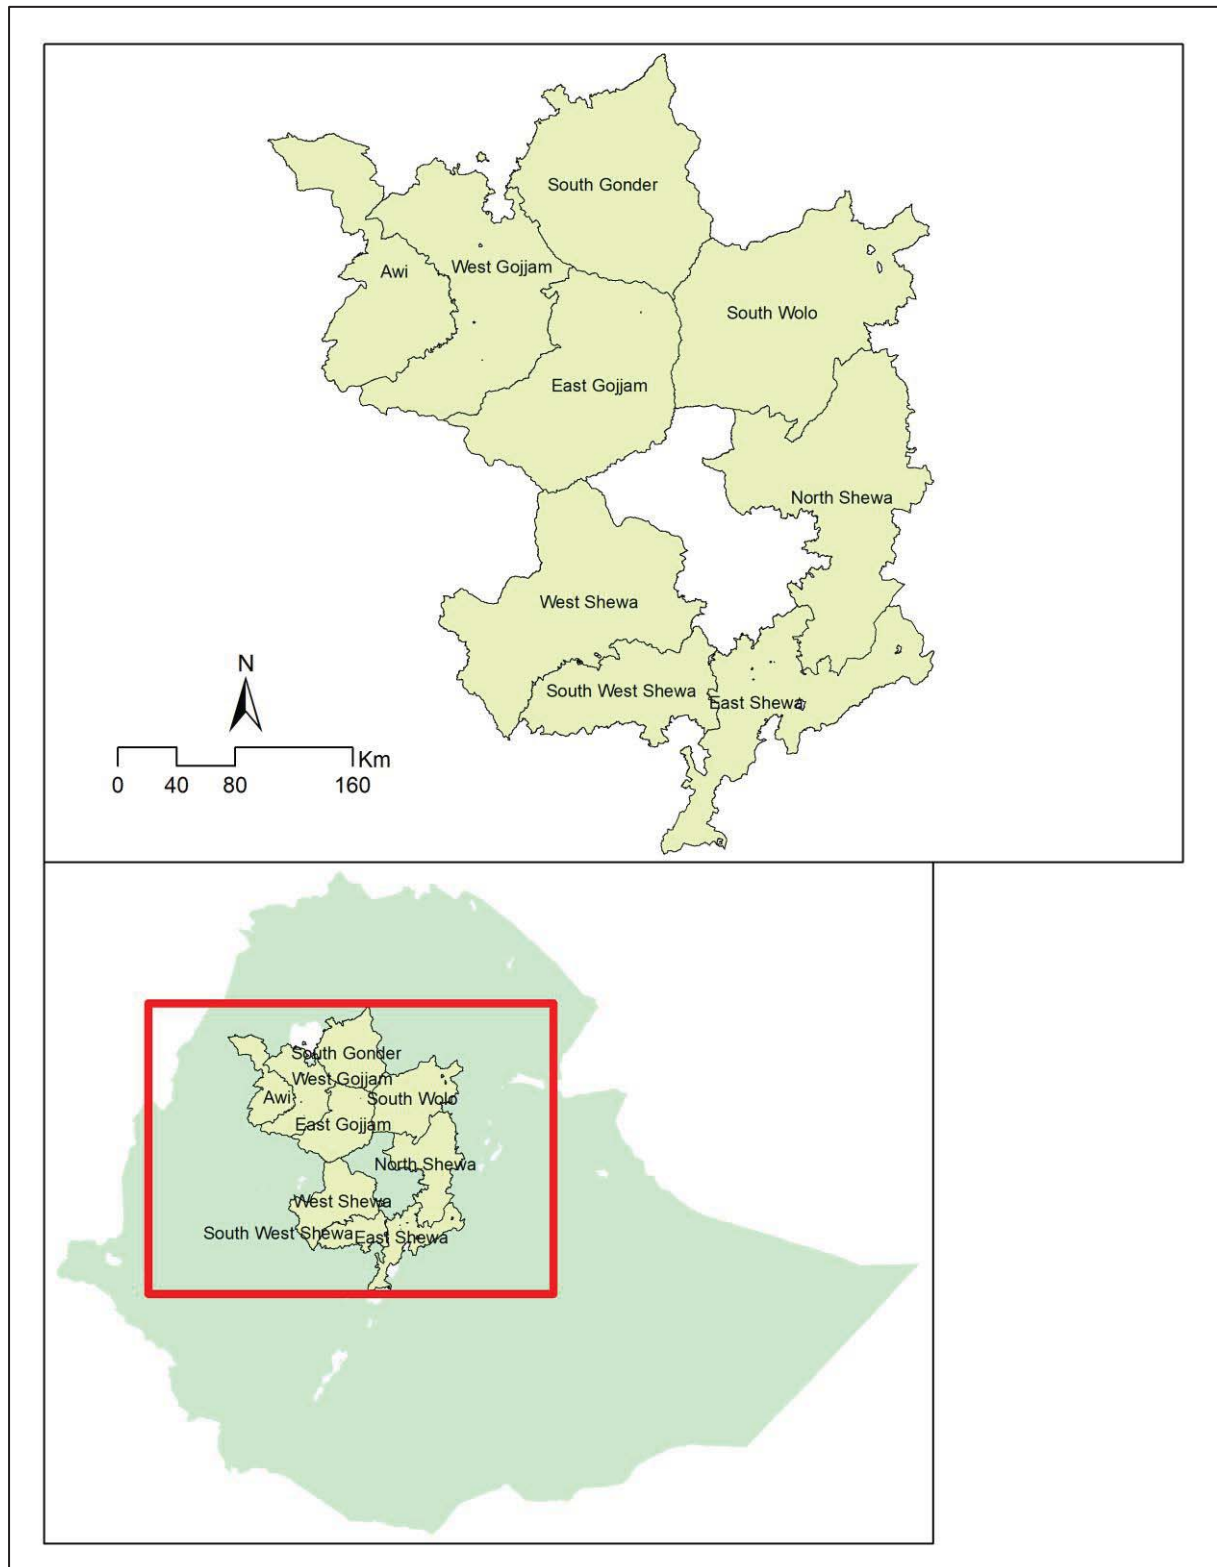 South Gonder
West Gojjam
Awi
South Wolo
East Gojjam
North Shewa
West Shewa
South West Shewa
East Shewa
N
Km
0 40 80 160
South Gonder
West Gojjam
Awi
South Wolo
East Gojjam
North Shewa
West Shewa
South West Shewa
East Shewa